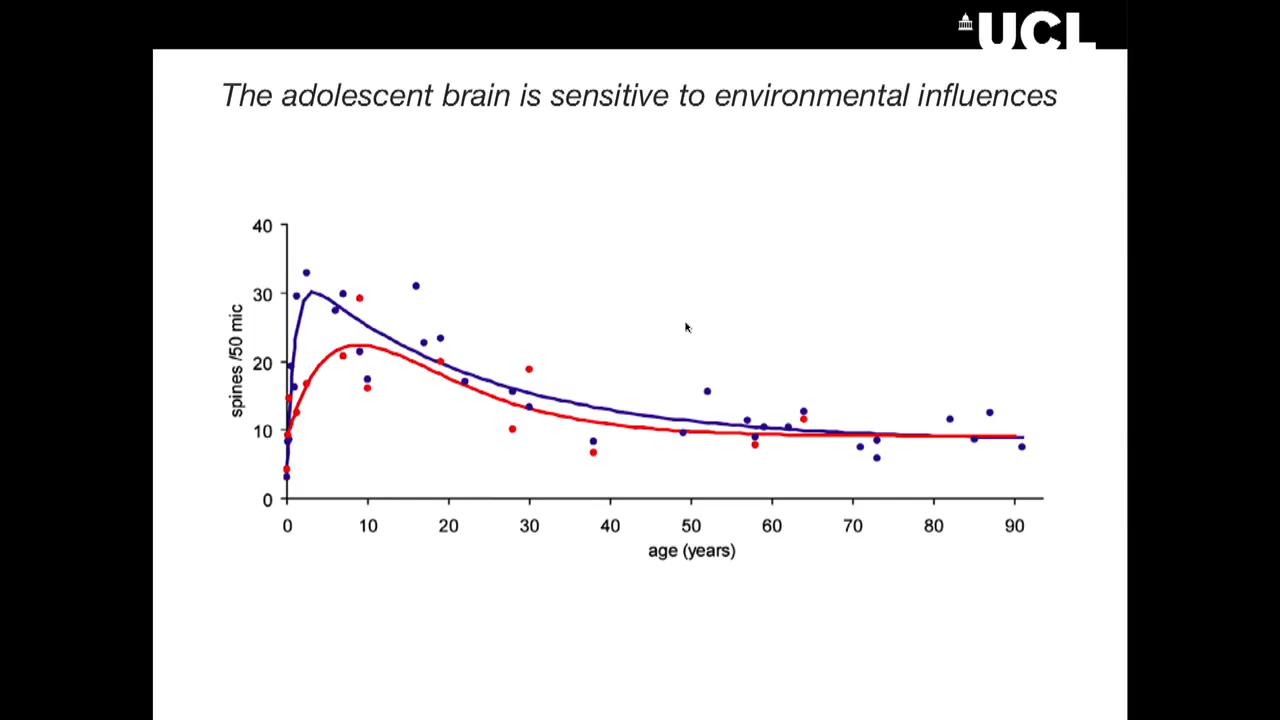 UCL
The adolescent brain is sensitive to environmental influences
40
30
20
10
0
spines /50 mic
0 10 20 30 40 50 60 70 80 90
age (years)